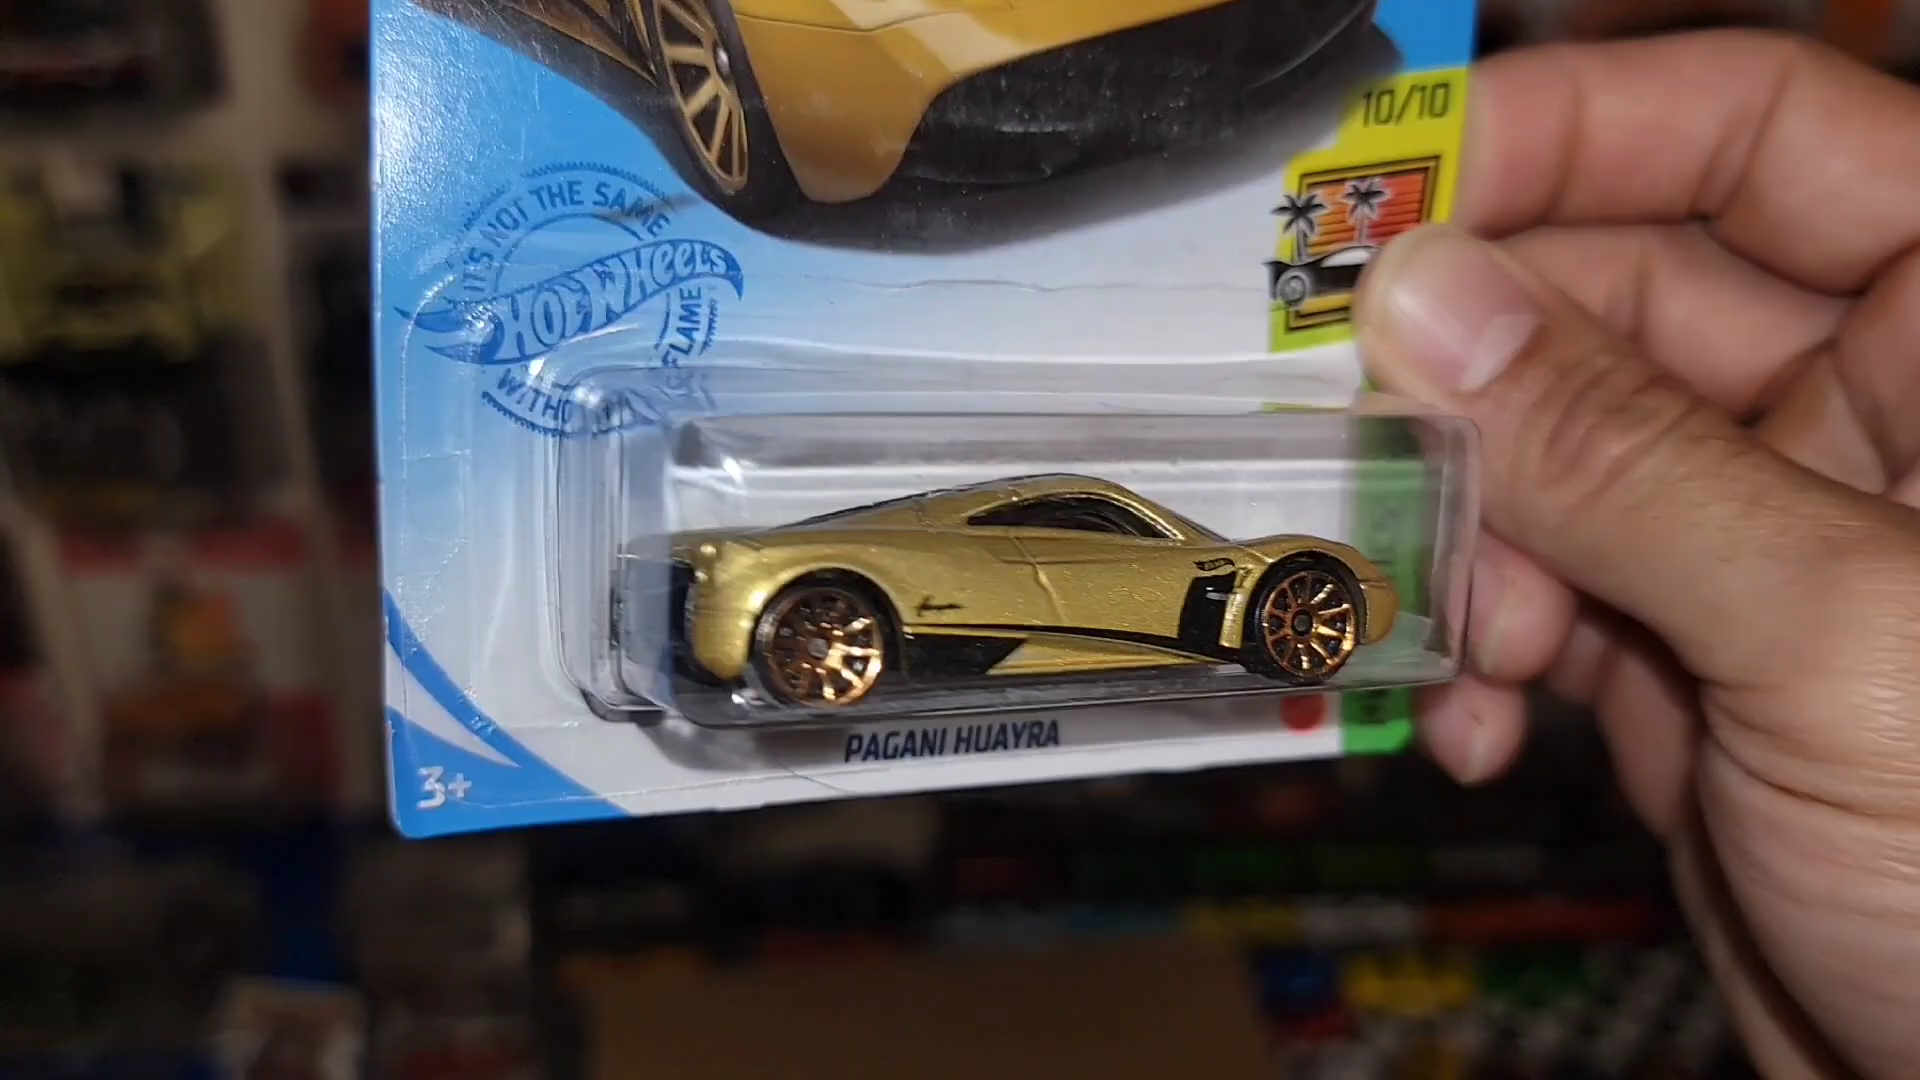 10/10
IT'S NOT THE SAME
HOT WHEELS
FLAME
PAGANI HUAYRA
3+